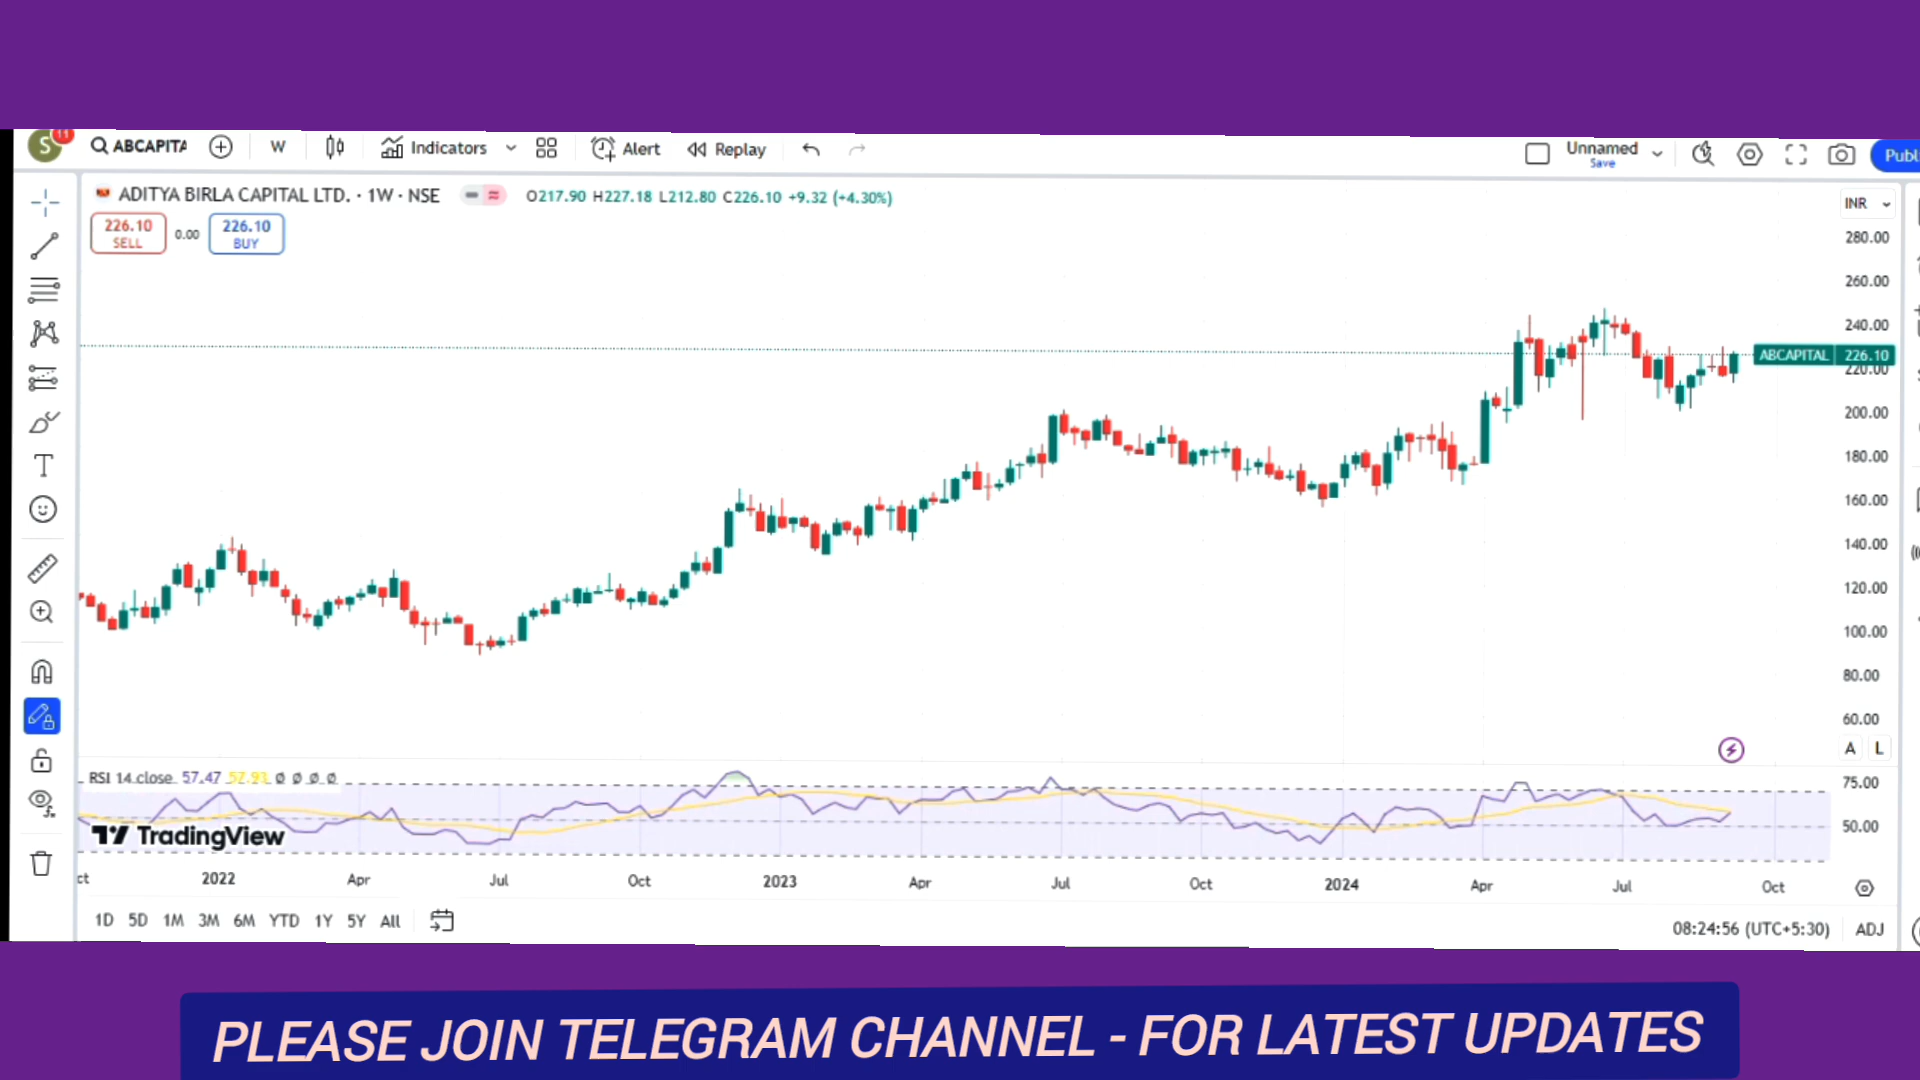 S 11 ABCAPITA W Indicators Alert Replay Unnamed Save
ADITYA BIRLA CAPITAL LTD. · 1W · NSE O217.90 H227.18 L212.80 C226.10 +9.32 (+4.30%) INR
226.10 SELL 0.00 226.10 BUY
280.00
260.00
240.00
ABCAPITAL 226.10
220.00
200.00
180.00
160.00
140.00
120.00
100.00
80.00
60.00
A L
RSI 14 close 57.47 Ø Ø Ø Ø 75.00
TradingView 50.00
2022 Apr Jul Oct 2023 Apr Jul Oct 2024 Apr Jul Oct
1D 5D 1M 3M 6M YTD 1Y 5Y All 08:24:56 (UTC+5:30) ADJ
PLEASE JOIN TELEGRAM CHANNEL - FOR LATEST UPDATES